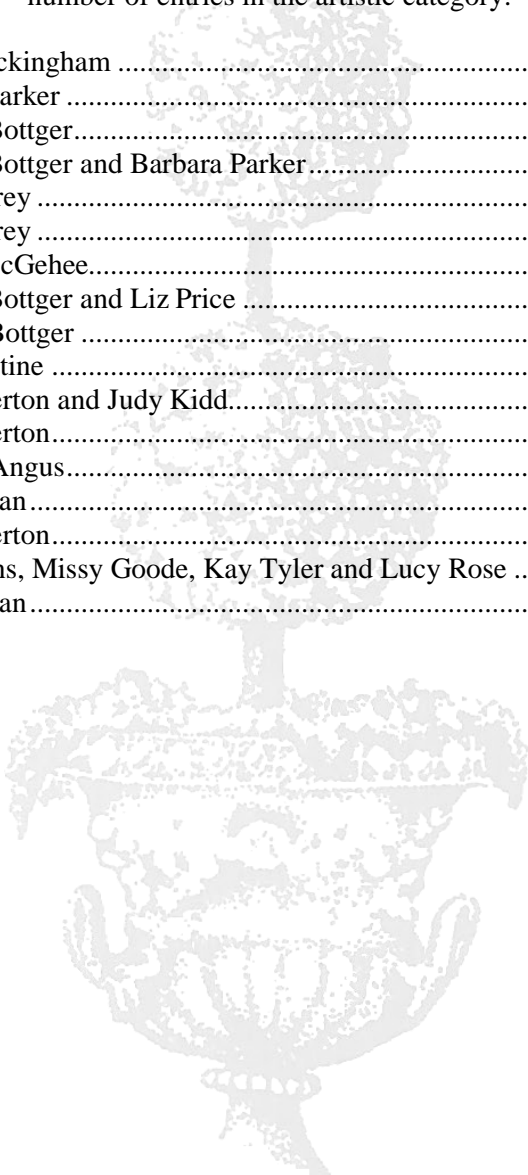 number of entries in the artistic category.
ckingham ....................................................................
arker ....................................................................
Bottger....................................................................
Bottger and Barbara Parker....................................
rey ....................................................................
rey ....................................................................
cGehee....................................................................
Bottger and Liz Price ....................................................
Bottger ....................................................................
tine ....................................................................
erton and Judy Kidd....................................................
erton....................................................................
Angus....................................................................
an....................................................................
erton....................................................................
ns, Missy Goode, Kay Tyler and Lucy Rose ..
an....................................................................